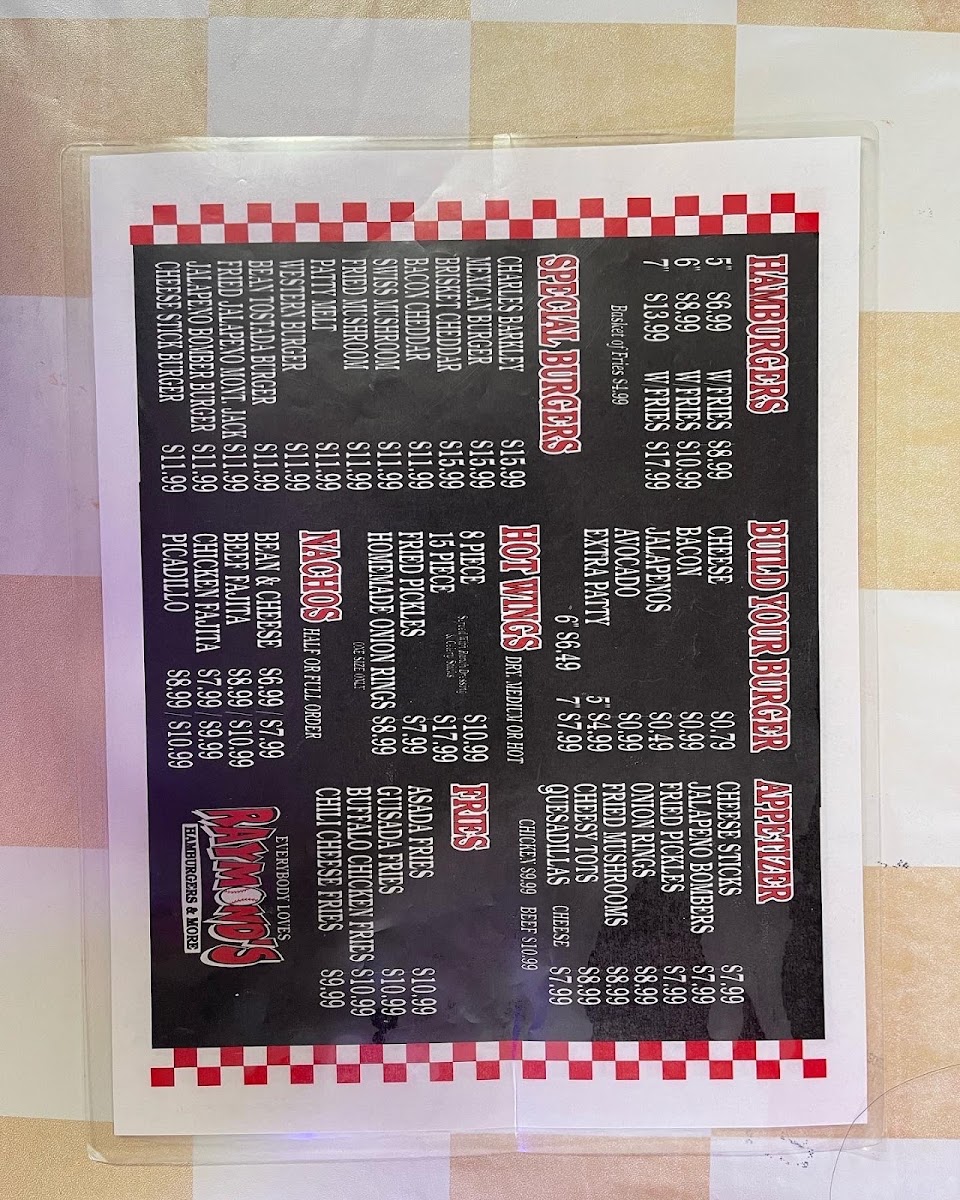 HAMBURGERS
5" $6.99 W/FRIES $8.99
6" $8.99 W/FRIES $10.99
7" $13.99 W/FRIES $17.99
Basket of Fries $4.99
SPECIAL BURGERS
CHARLES BARKLEY $15.99
MEXICAN BURGER $15.99
BRISKET CHEDDAR $15.99
BACON CHEDDAR $11.99
SWISS MUSHROOM $11.99
FRIED MUSHROOM $11.99
PATTY MELT $11.99
WESTERN BURGER $11.99
BEAN TOSTADA BURGER $11.99
FRIED JALAPENO MONT. JACK $11.99
JALAPENO BOMBER BURGER $11.99
CHEESE STICK BURGER $11.99
BUILD YOUR BURGER
CHEESE $0.79
BACON $0.99
JALAPENOS $0.49
AVOCADO $0.99
EXTRA PATTY 5" $4.99
6" $6.49 7" $7.99
HOT WINGS DRY, MEDIUM OR HOT
8 PIECE $10.99
15 PIECE $17.99
Served With Ranch Dressing
& Celery Sticks
FRIED PICKLES $7.99
HOMEMADE ONION RINGS $8.99
ONE SIZE ONLY
NACHOS HALF OR FULL ORDER
BEAN & CHEESE $6.99 / $7.99
BEEF FAJITA $8.99 / $10.99
CHICKEN FAJITA $7.99 / $9.99
PICADILLO $8.99 / $10.99
APPETIZER
CHEESE STICKS $7.99
JALAPENO BOMBERS $7.99
FRIED PICKLES $7.99
ONION RINGS $8.99
FRIED MUSHROOMS $8.99
CHEESY TOTS $8.99
QUESADILLAS CHEESE $7.99
CHICKEN $9.99 BEEF $10.99
FRIES
ASADA FRIES $10.99
GUISADA FRIES $10.99
BUFFALO CHICKEN FRIES $10.99
CHILI CHEESE FRIES $9.99
EVERYBODY LOVES
RAYMOND'S
HAMBURGERS & MORE